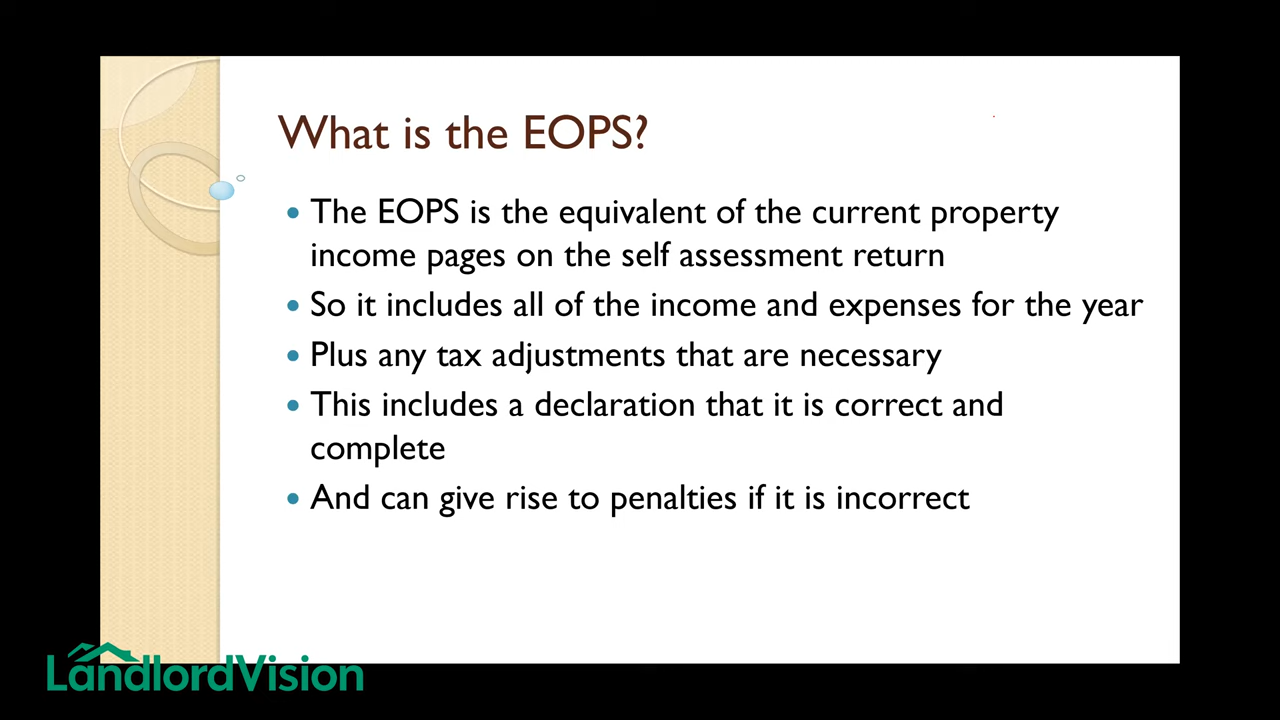 What is the EOPS?
• The EOPS is the equivalent of the current property
income pages on the self assessment return
• So it includes all of the income and expenses for the year
• Plus any tax adjustments that are necessary
• This includes a declaration that it is correct and
complete
• And can give rise to penalties if it is incorrect
LandlordVision